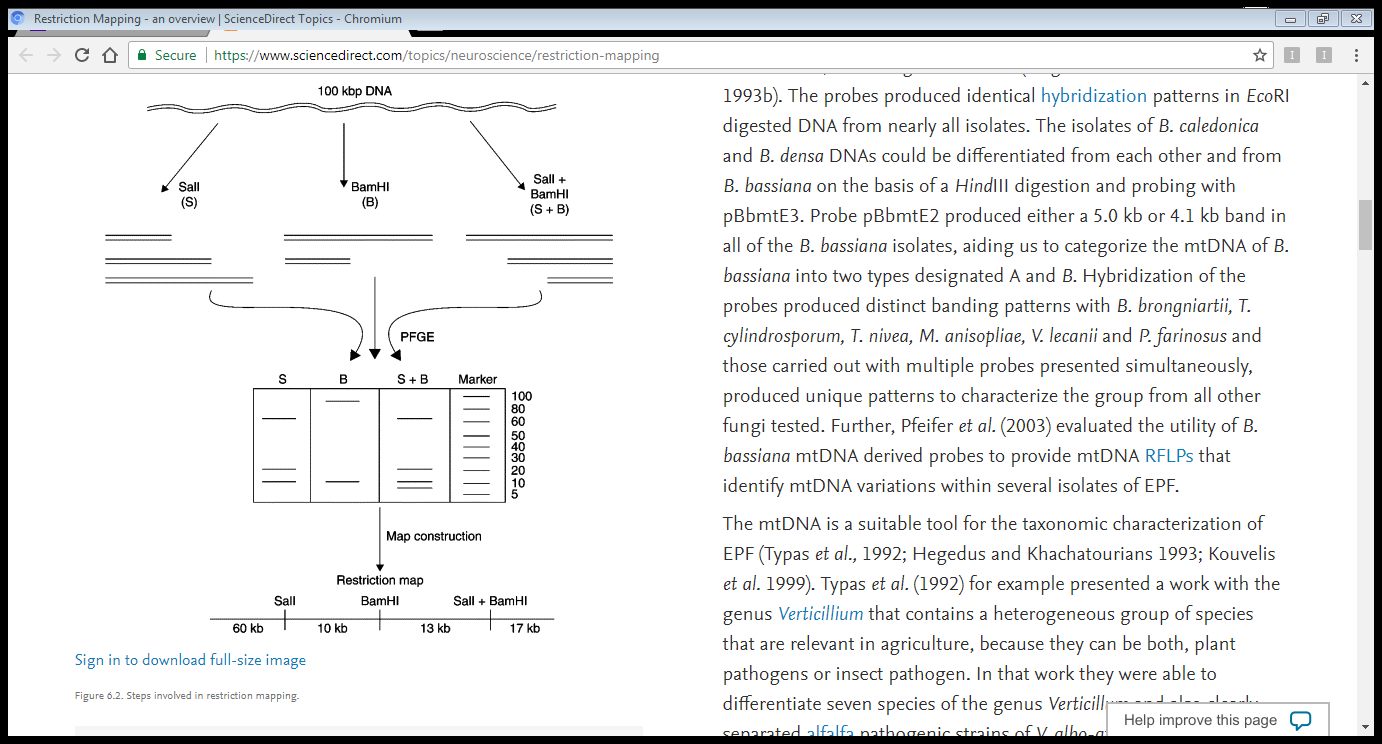 Restriction Mapping - an overview | ScienceDirect Topics - Chromium
Secure
https://www.sciencedirect.com/topics/neuroscience/restriction-mapping
100 kbp DNA
SalI
(S)
BamHI
(B)
SalI +
BamHI
(S + B)
PFGE
S
B
S + B
Marker
100
80
60
50
40
30
20
10
5
Map construction
Restriction map
SalI
BamHI
SalI + BamHI
60 kb
10 kb
13 kb
17 kb
Sign in to download full-size image
Figure 6.2. Steps involved in restriction mapping.
1993b). The probes produced identical hybridization patterns in EcoRI
digested DNA from nearly all isolates. The isolates of B. caledonica
and B. densa DNAs could be differentiated from each other and from
B. bassiana on the basis of a HindIII digestion and probing with
pBbmtE3. Probe pBbmtE2 produced either a 5.0 kb or 4.1 kb band in
all of the B. bassiana isolates, aiding us to categorize the mtDNA of B.
bassiana into two types designated A and B. Hybridization of the
probes produced distinct banding patterns with B. brongniartii, T.
cylindrosporum, T. nivea, M. anisopliae, V. lecanii and P. farinosus and
those carried out with multiple probes presented simultaneously,
produced unique patterns to characterize the group from all other
fungi tested. Further, Pfeifer et al. (2003) evaluated the utility of B.
bassiana mtDNA derived probes to provide mtDNA RFLPs that
identify mtDNA variations within several isolates of EPF.
The mtDNA is a suitable tool for the taxonomic characterization of
EPF (Typas et al., 1992; Hegedus and Khachatourians 1993; Kouvelis
et al. 1999). Typas et al. (1992) for example presented a work with the
genus Verticillium that contains a heterogeneous group of species
that are relevant in agriculture, because they can be both, plant
pathogens or insect pathogen. In that work they were able to
differentiate seven species of the genus
separated alfalfa pathogenic strains of
Help improve this page